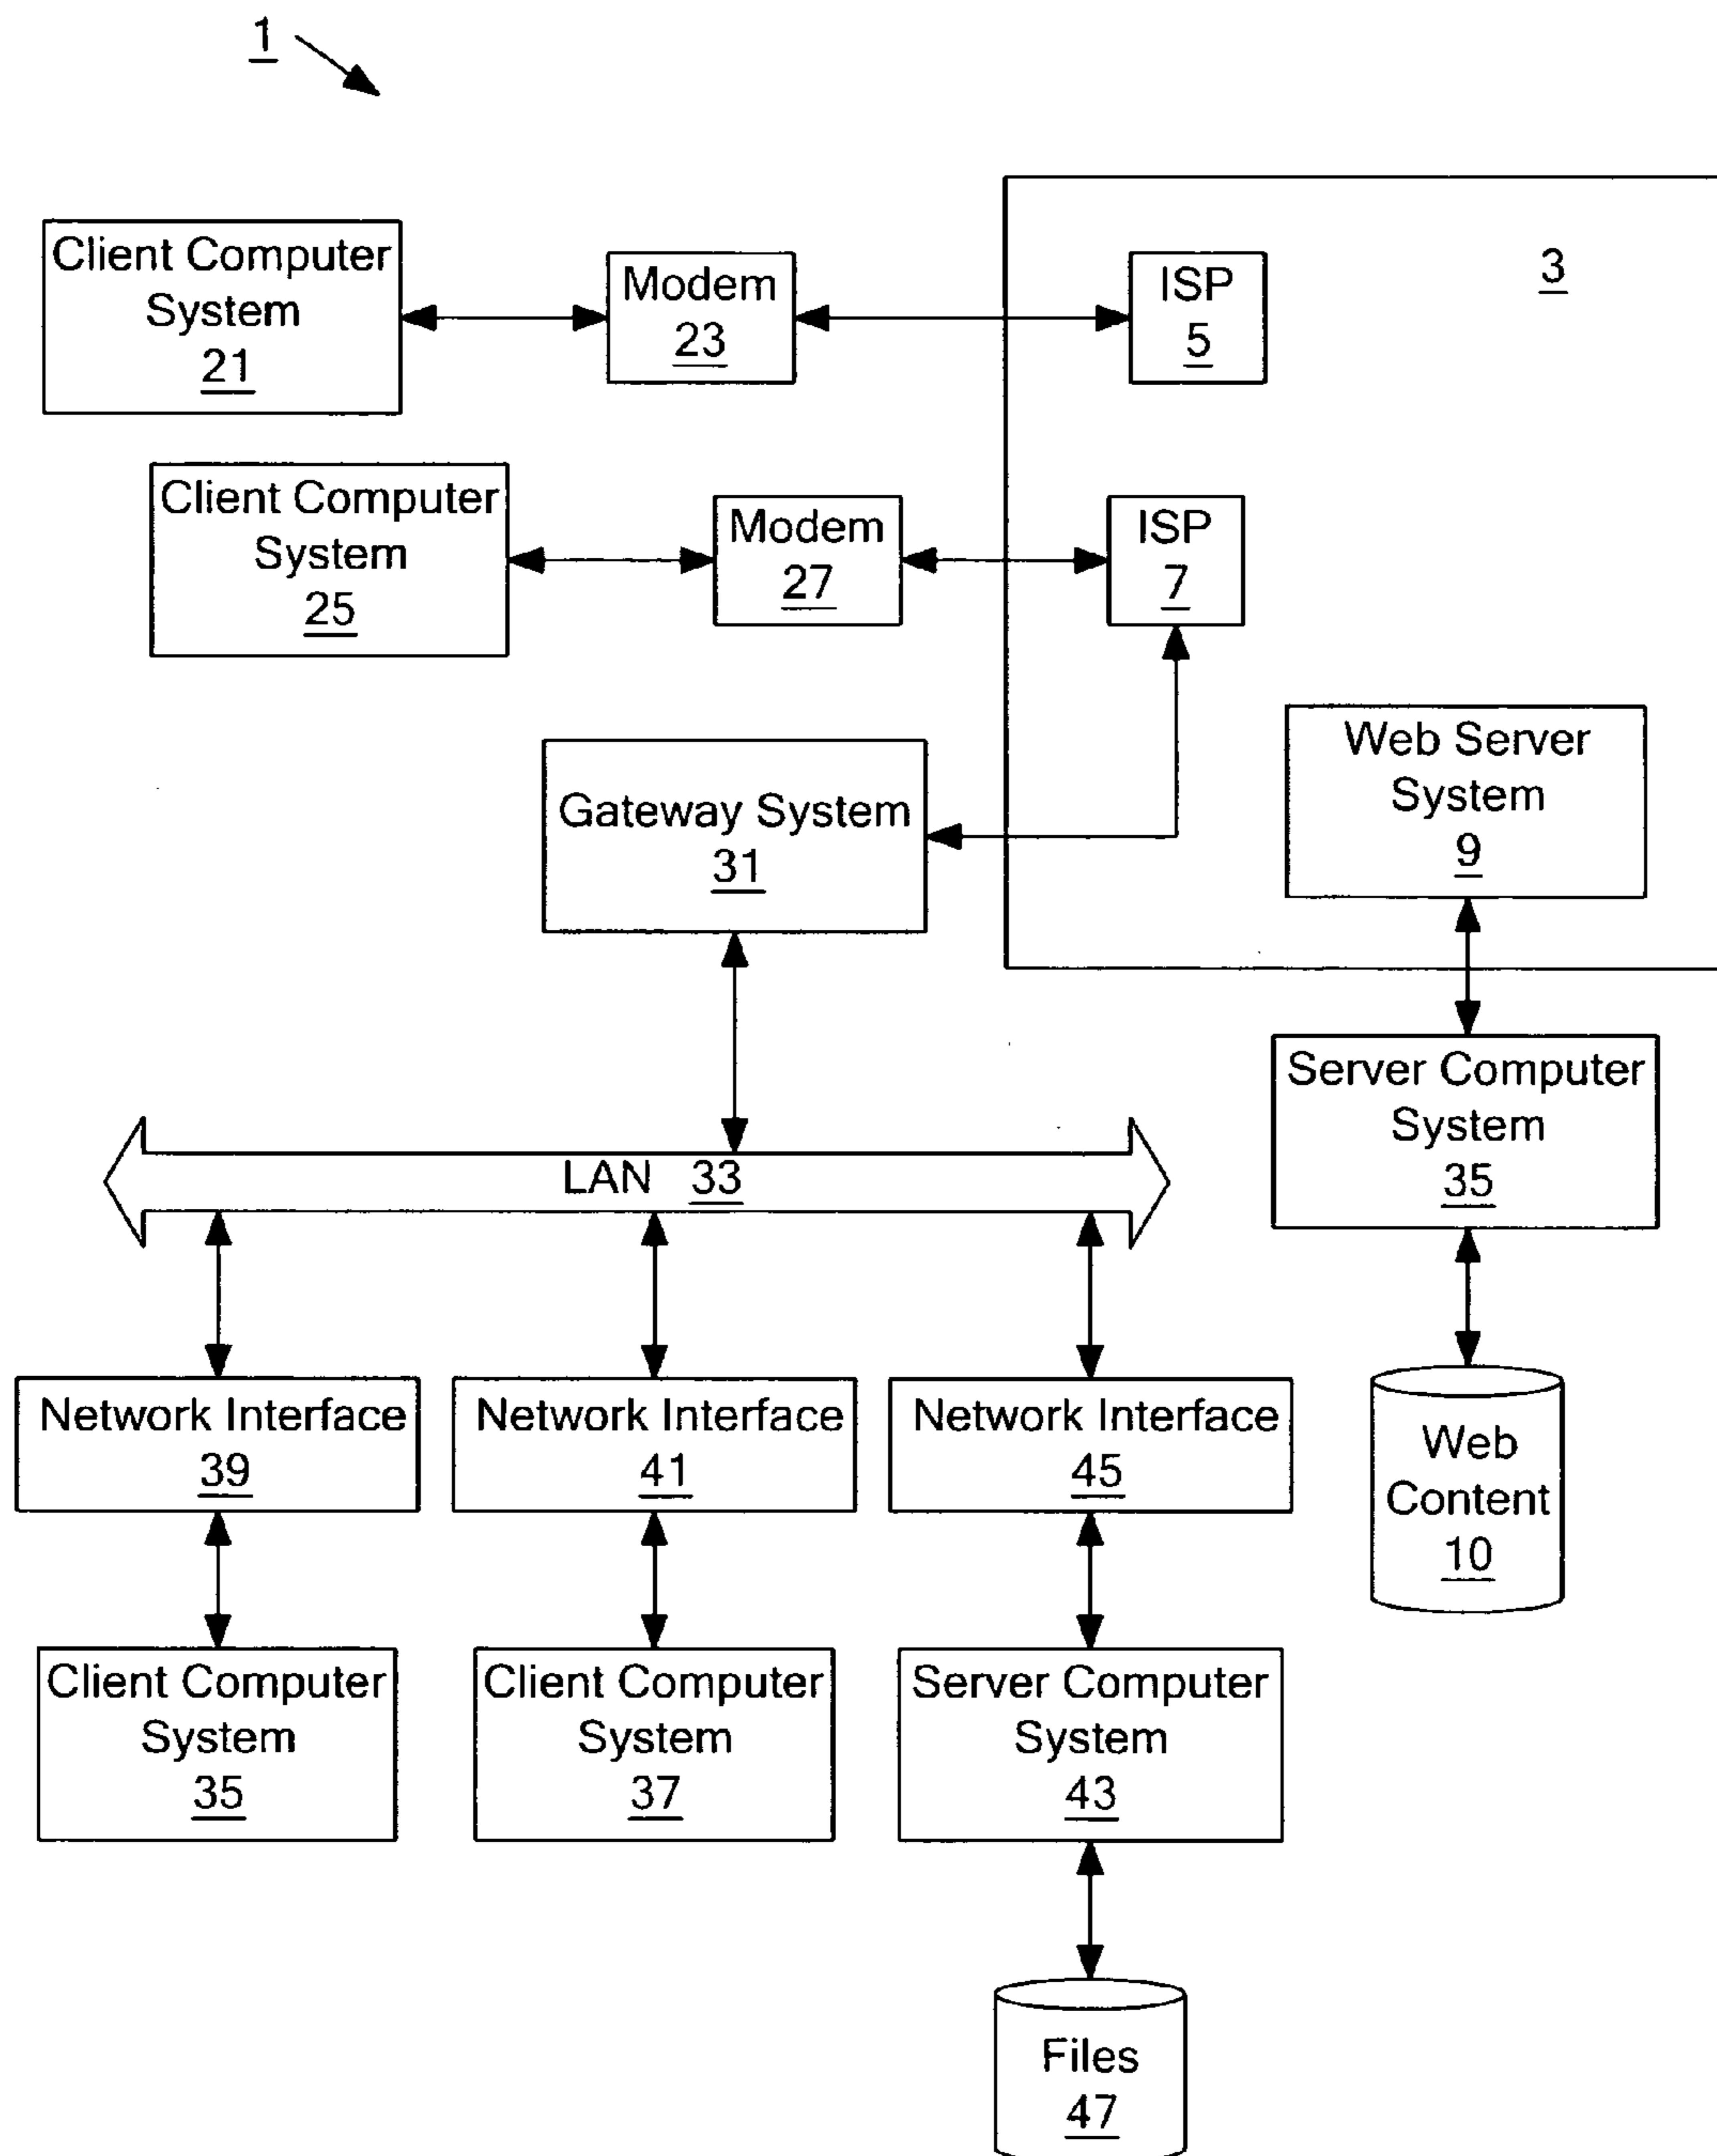 1
3
Client Computer
System
21
Modem
23
ISP
5
Client Computer
System
25
Modem
27
ISP
7
Gateway System
31
Web Server
System
9
Server Computer
System
35
LAN 33
Network Interface
39
Network Interface
41
Network Interface
45
Web
Content
10
Client Computer
System
35
Client Computer
System
37
Server Computer
System
43
Files
47